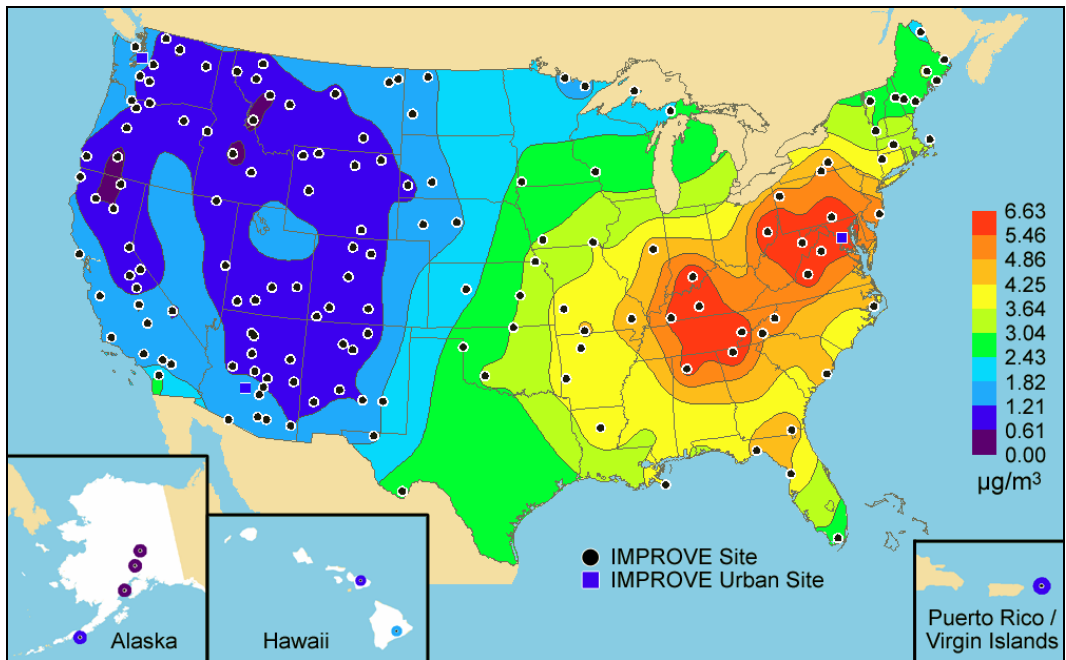 6.63
5.46
4.86
4.25
3.64
3.04
2.43
1.82
1.21
0.61
0.00
µg/m³
IMPROVE Site
IMPROVE Urban Site
Alaska
Hawaii
Puerto Rico /
Virgin Islands